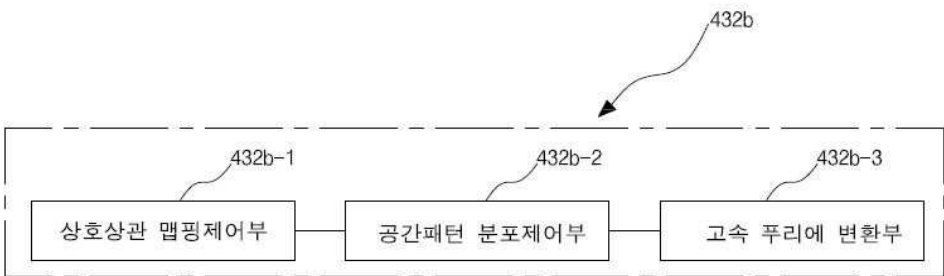 432b
432b-1
432b-2
432b-3
상호상관 맵핑제어부
공간패턴 분포제어부
고속 푸리에 변환부